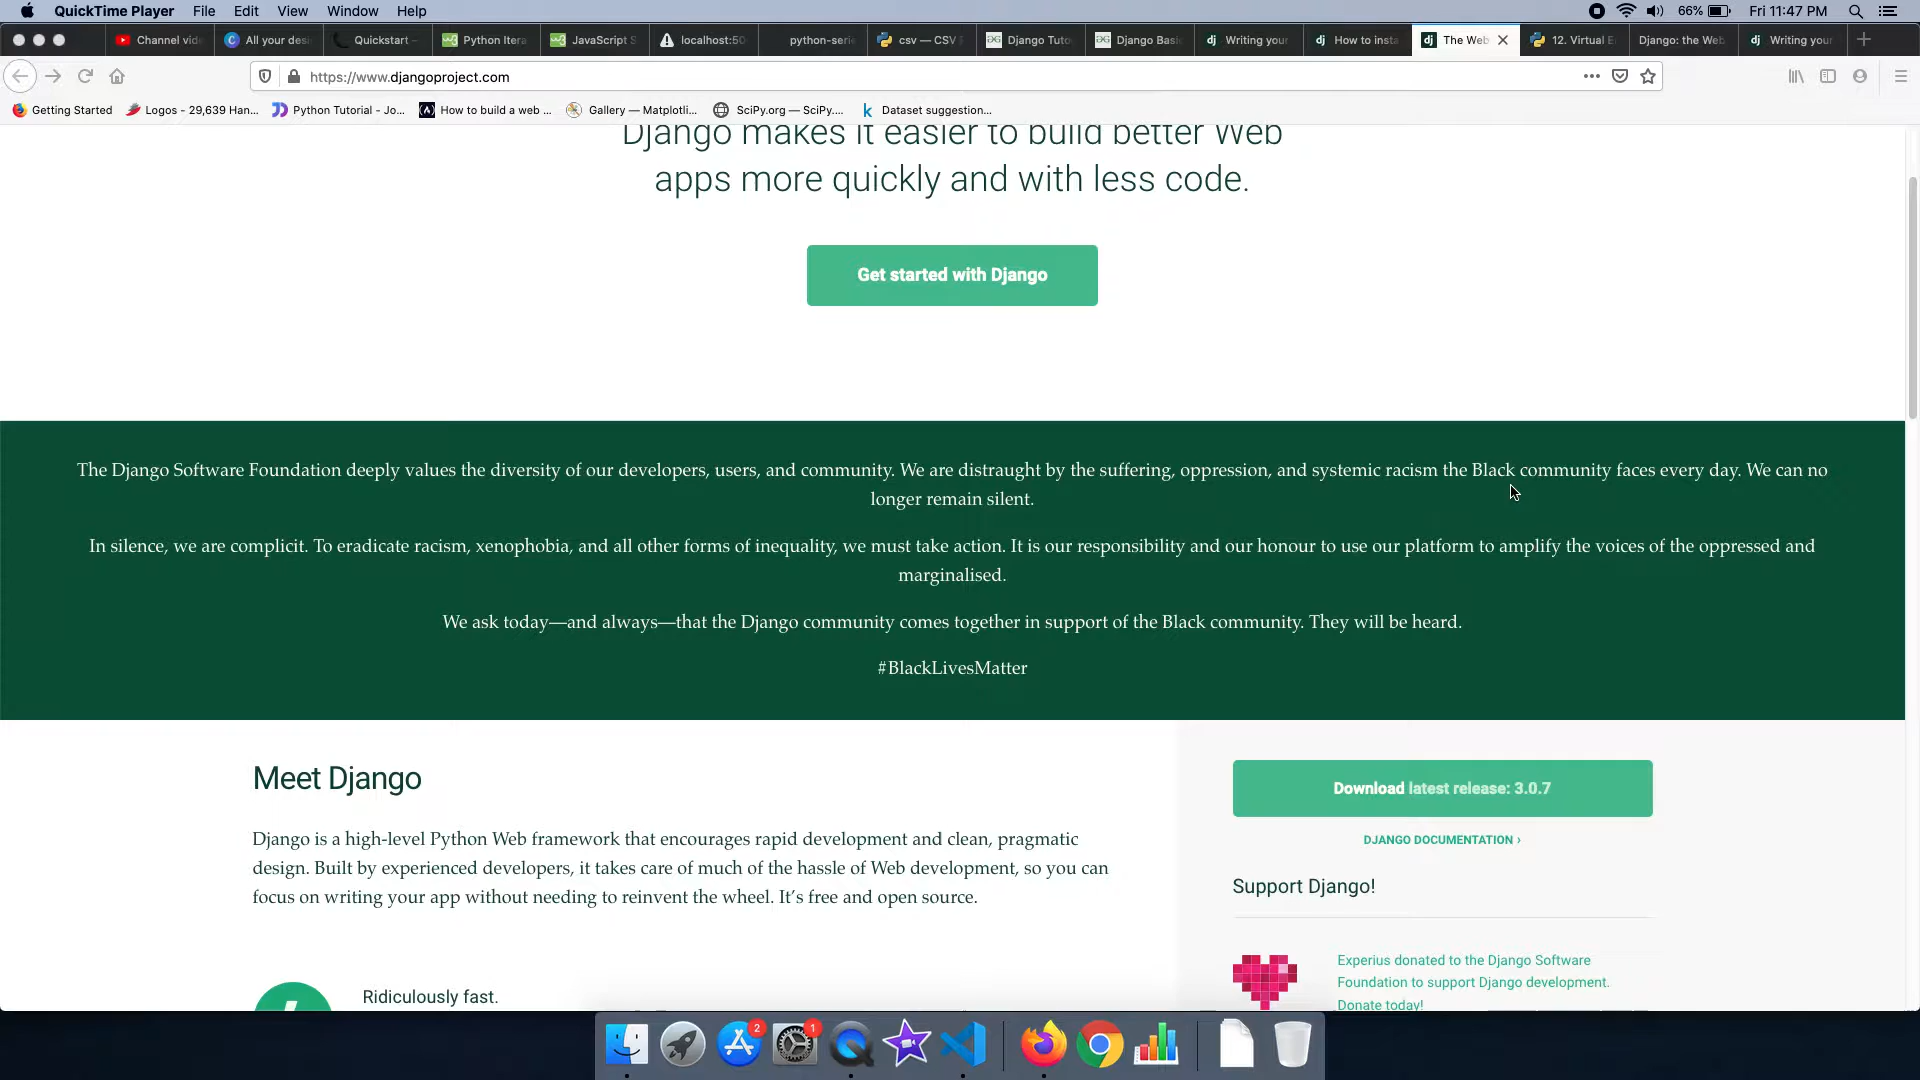 QuickTime Player File Edit View Window Help 66% Fri 11:47 PM
Channel vide All your desi Quickstart — Python Itera JavaScript S localhost:50 python-serie csv — CSV Django Tuto Django Basi Writing your How to insta The Web 12. Virtual E Django: the Web Writing your
https://www.djangoproject.com
Getting Started Logos - 29,639 Han... Python Tutorial - Jo... How to build a web ... Gallery — Matplotli... SciPy.org — SciPy.... Dataset suggestion...
Django makes it easier to build better Web
apps more quickly and with less code.
Get started with Django
The Django Software Foundation deeply values the diversity of our developers, users, and community. We are distraught by the suffering, oppression, and systemic racism the Black community faces every day. We can no
longer remain silent.
In silence, we are complicit. To eradicate racism, xenophobia, and all other forms of inequality, we must take action. It is our responsibility and our honour to use our platform to amplify the voices of the oppressed and
marginalised.
We ask today—and always—that the Django community comes together in support of the Black community. They will be heard.
#BlackLivesMatter
Meet Django
Django is a high-level Python Web framework that encourages rapid development and clean, pragmatic
design. Built by experienced developers, it takes care of much of the hassle of Web development, so you can
focus on writing your app without needing to reinvent the wheel. It’s free and open source.
Ridiculously fast.
Download latest release: 3.0.7
DJANGO DOCUMENTATION ›
Support Django!
Experius donated to the Django Software
Foundation to support Django development.
Donate today!
2 1